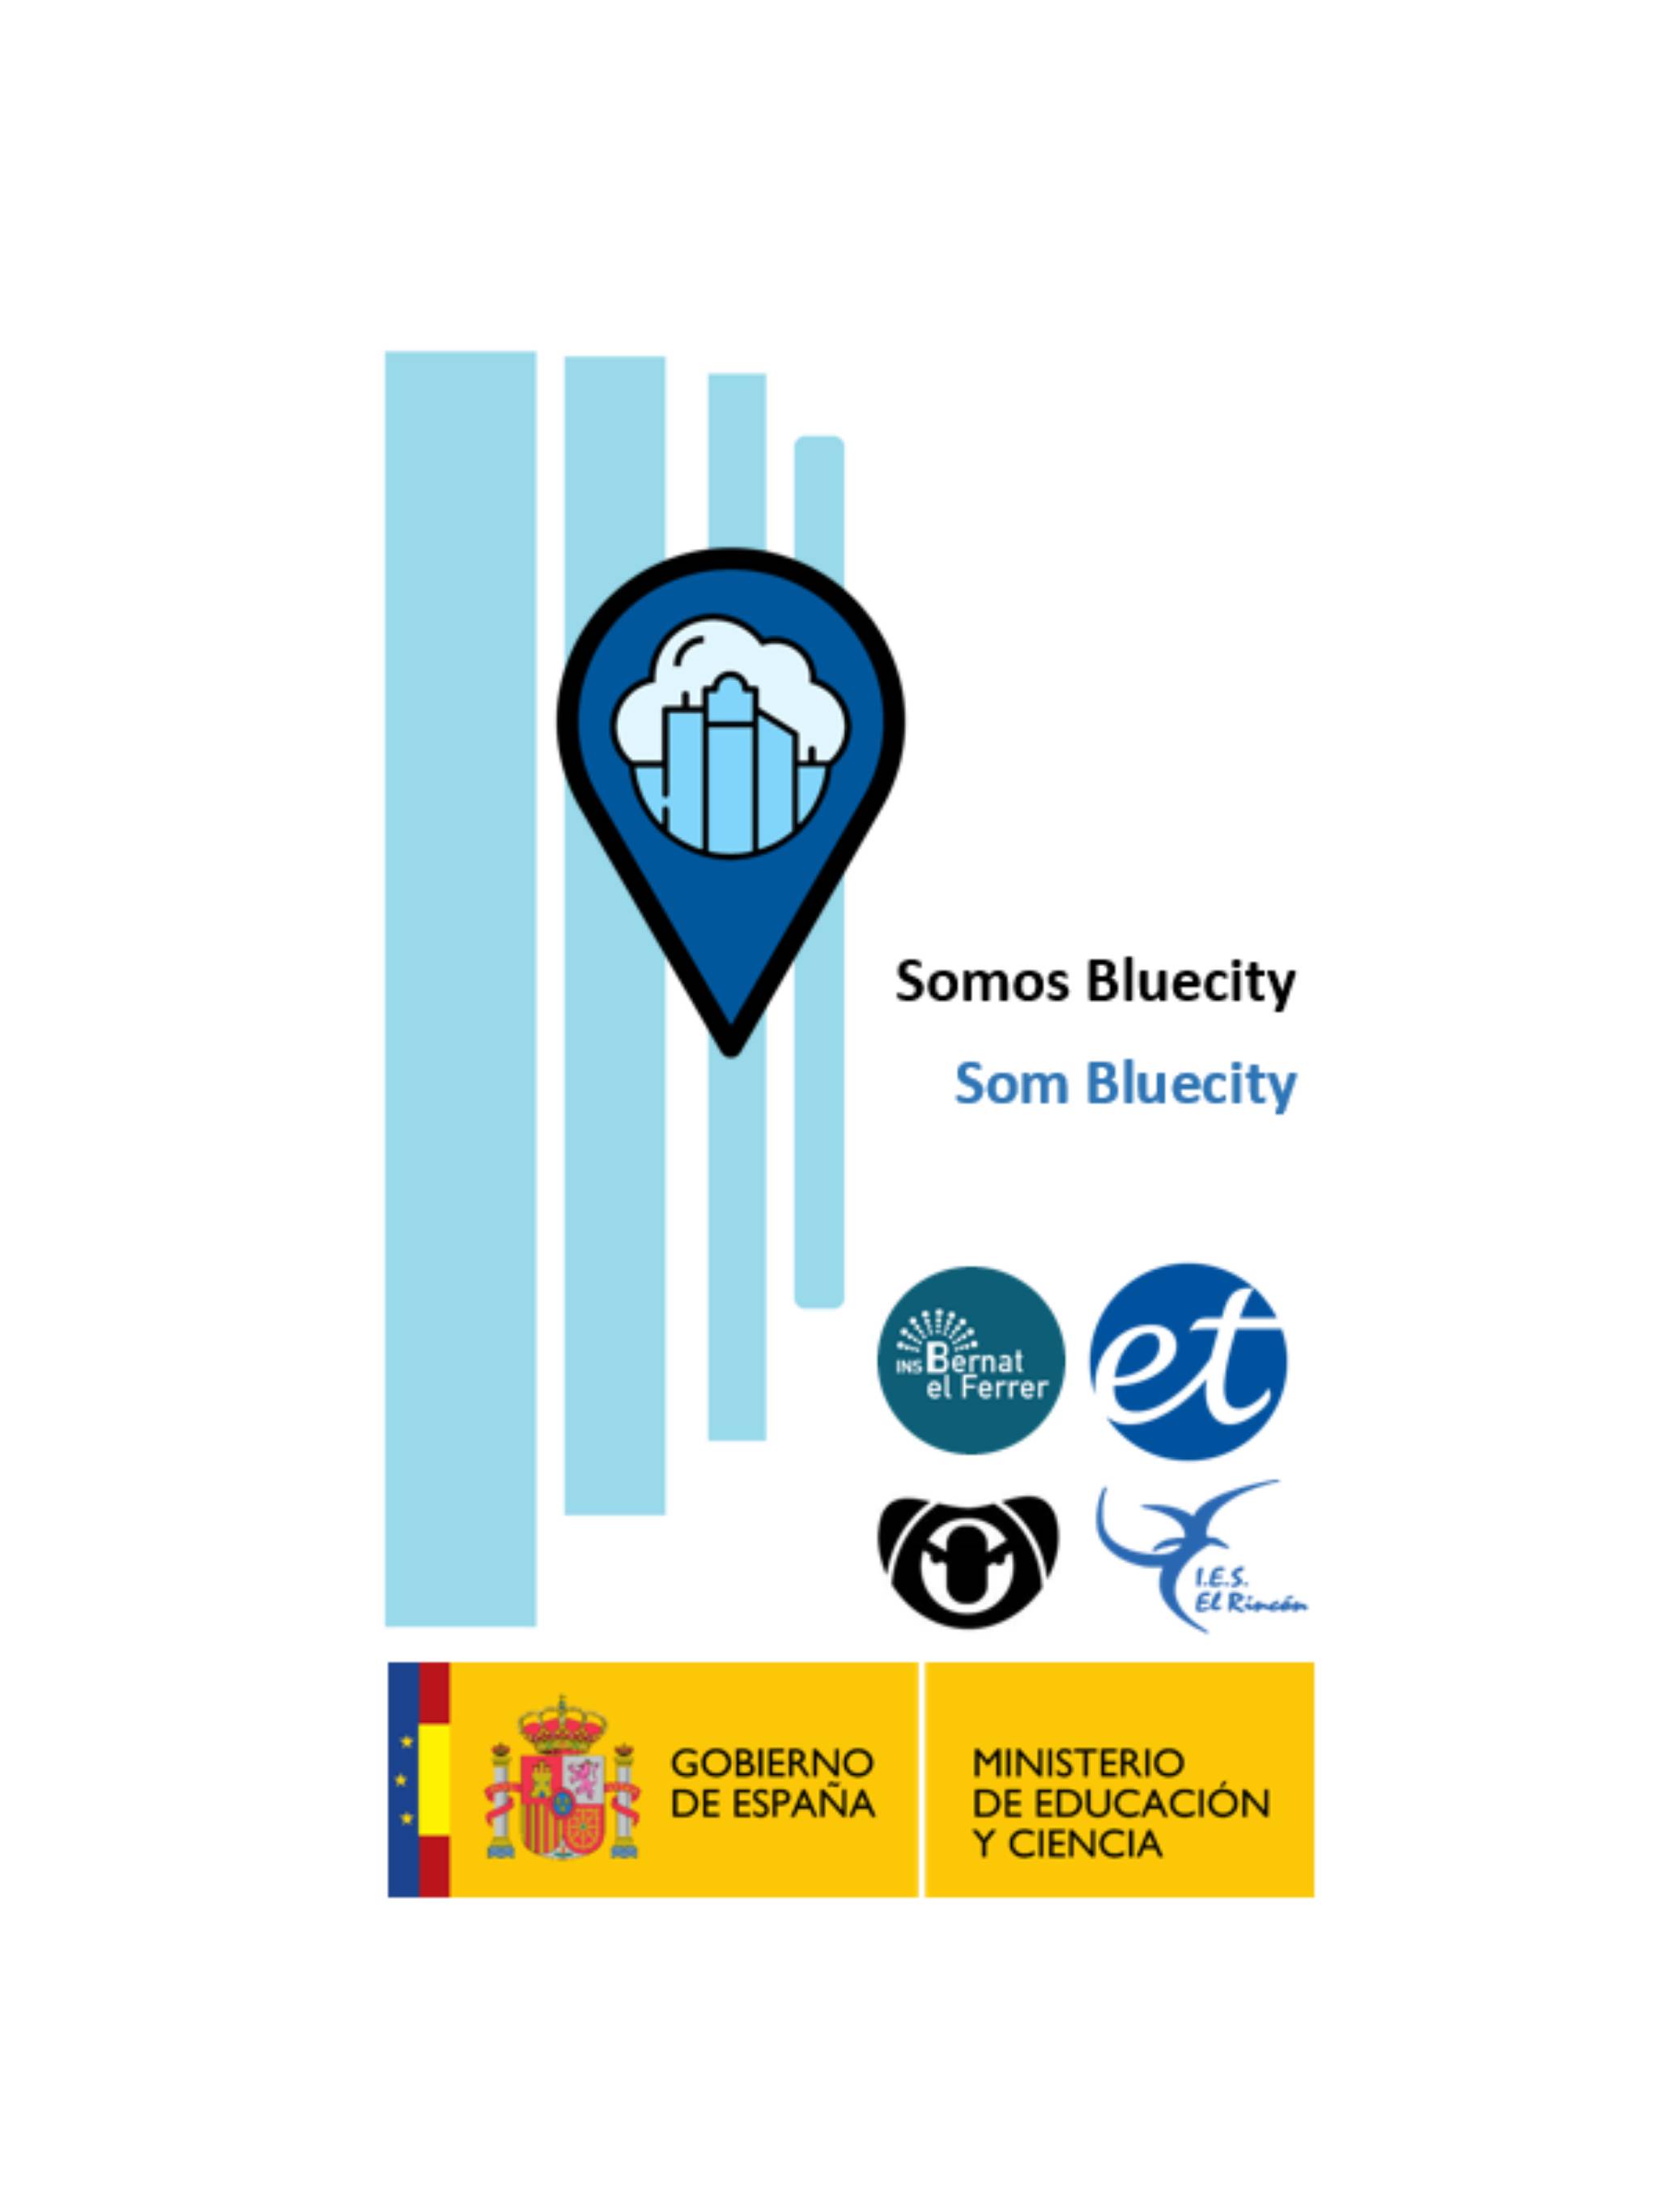 Somos Bluecity
Som Bluecity
INS Bernat
el Ferrer
et
I.E.S.
El Rincón
GOBIERNO
DE ESPAÑA
MINISTERIO
DE EDUCACIÓN
Y CIENCIA